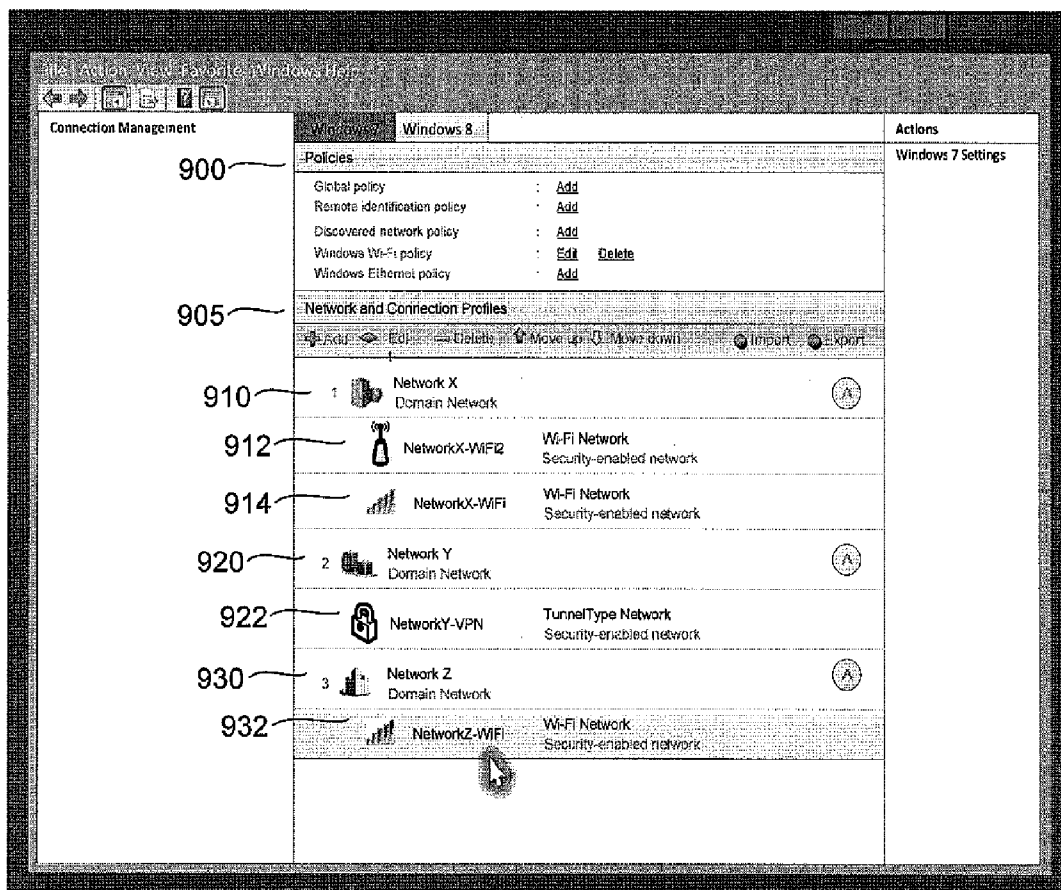 File Action View Favorite Windows Help
Connection Management
Windows 7 Windows 8
Actions
Windows 7 Settings
900
Policies
Global policy : Add
Remote identification policy : Add
Discovered network policy : Add
Windows Wi-Fi policy : Edit Delete
Windows Ethernet policy : Add
905
Network and Connection Profiles
Add Edit Delete Move up Move down Import Export
910
1 Network X
Domain Network
912
NetworkX-WiFi2 Wi-Fi Network
Security-enabled network
914
NetworkX-WiFi Wi-Fi Network
Security-enabled network
920
2 Network Y
Domain Network
922
NetworkY-VPN TunnelType Network
Security-enabled network
930
3 Network Z
Domain Network
932
NetworkZ-WiFi Wi-Fi Network
Security-enabled network